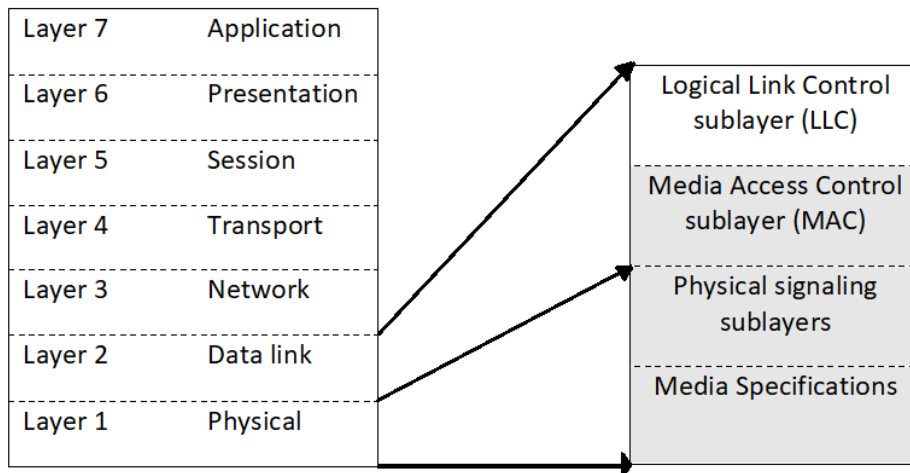 Layer 7 Application
Layer 6 Presentation
Layer 5 Session
Layer 4 Transport
Layer 3 Network
Layer 2 Data link
Layer 1 Physical
Logical Link Control
sublayer (LLC)
Media Access Control
sublayer (MAC)
Physical signaling
sublayers
Media Specifications